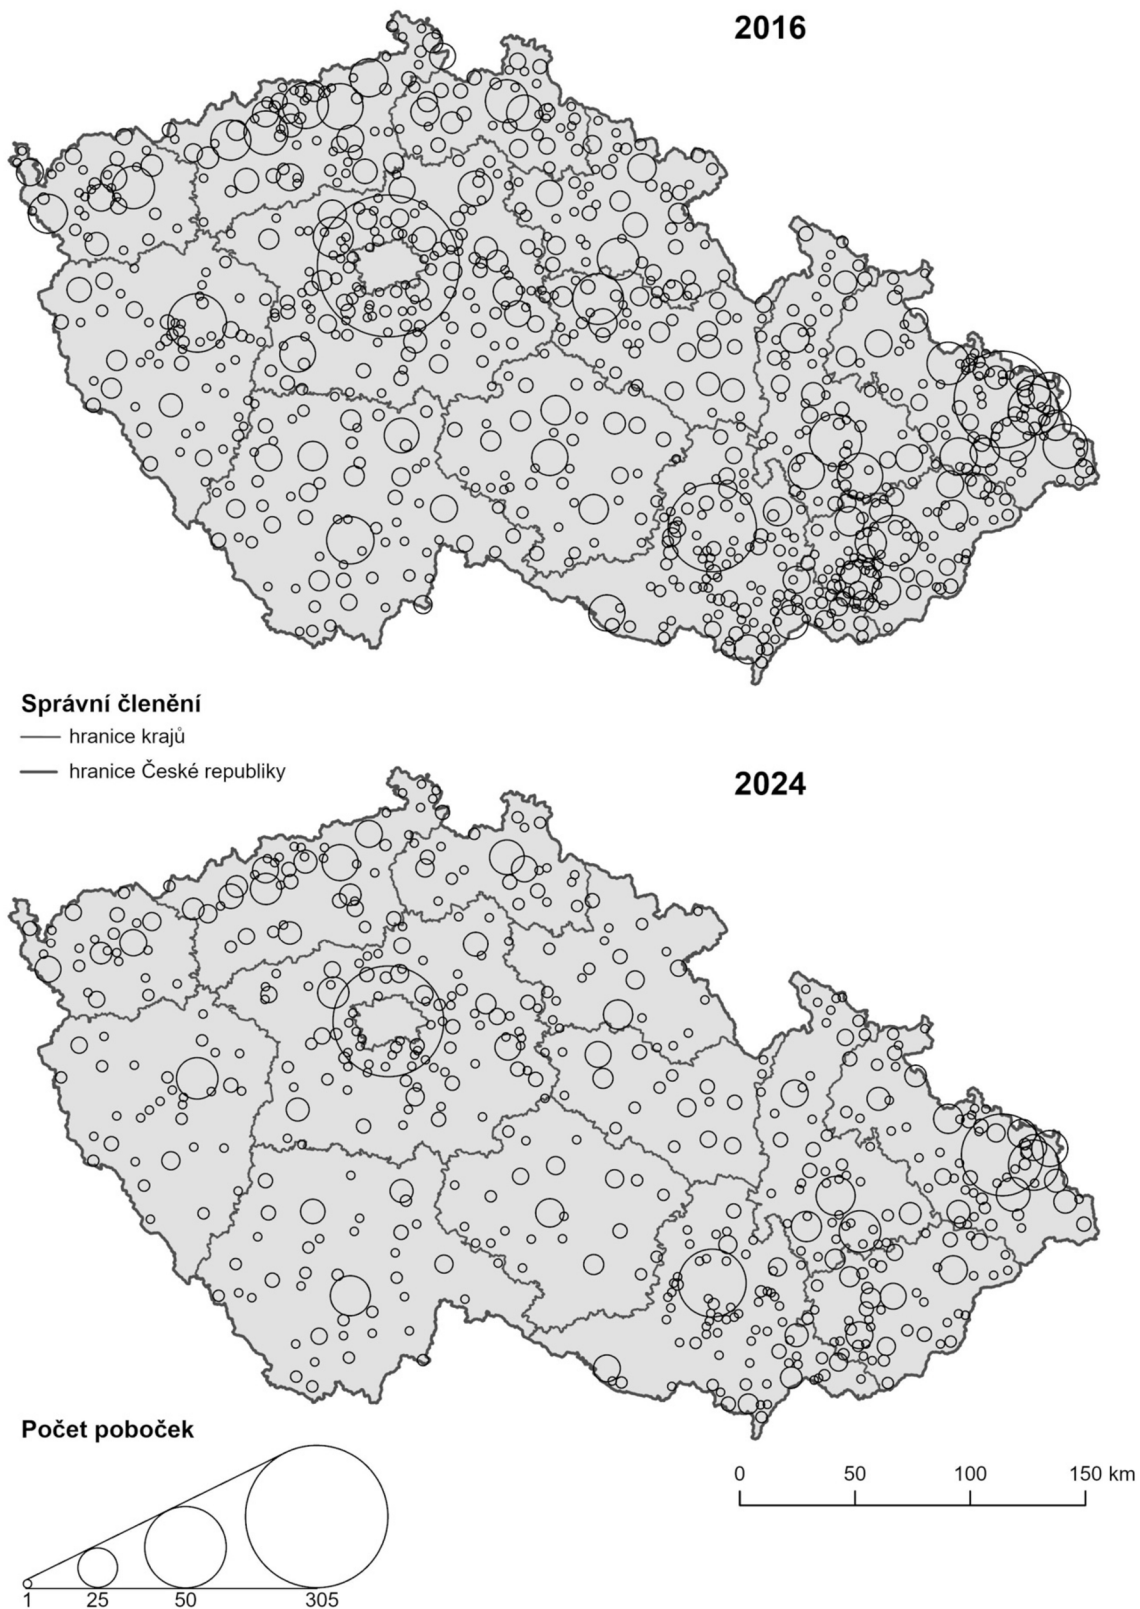 2016
Správní členění
hranice krajů
hranice České republiky
2024
Počet poboček
1 25 50 305
0 50 100 150 km